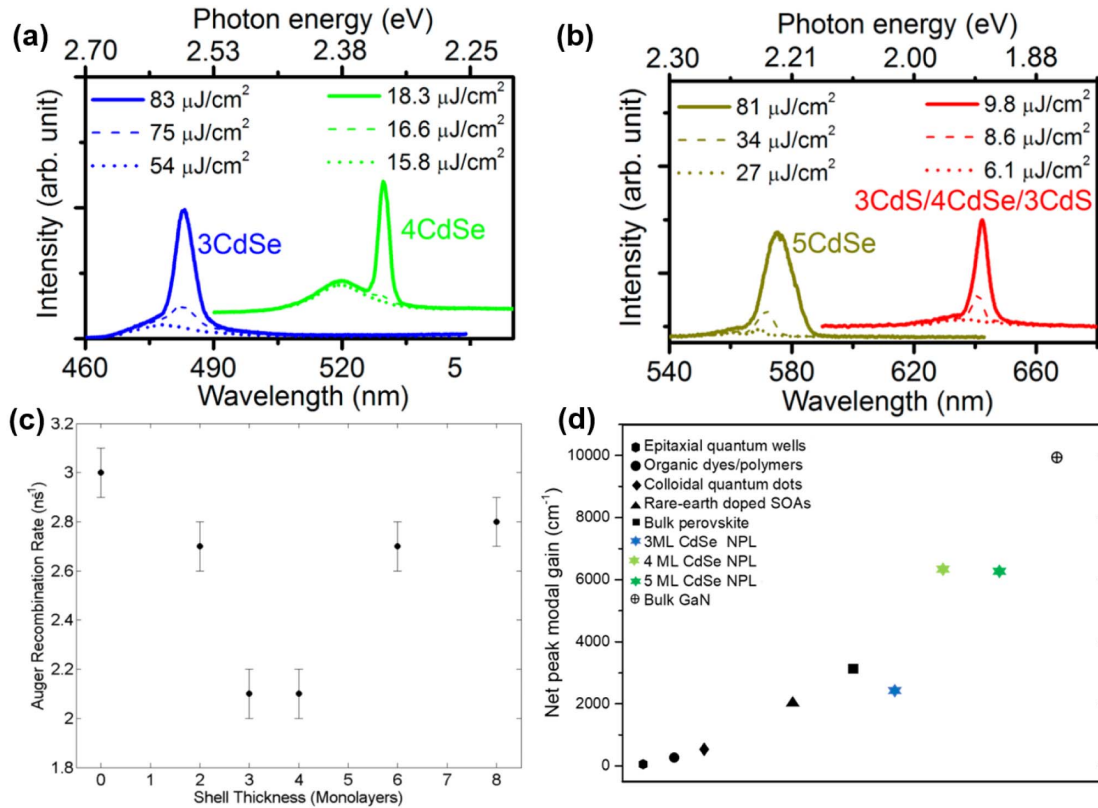 (a)
Photon energy (eV)
2.70 2.53 2.38 2.25
83 μJ/cm²
75 μJ/cm²
54 μJ/cm²
18.3 μJ/cm²
16.6 μJ/cm²
15.8 μJ/cm²
3CdSe
4CdSe
Intensity (arb. unit)
460 490 520 5
Wavelength (nm)
(b)
Photon energy (eV)
2.30 2.21 2.00 1.88
81 μJ/cm²
34 μJ/cm²
27 μJ/cm²
9.8 μJ/cm²
8.6 μJ/cm²
6.1 μJ/cm²
3CdS/4CdSe/3CdS
5CdSe
Intensity (arb. unit)
540 580 620 660
Wavelength (nm)
(c)
3.2
3
2.8
2.6
2.4
2.2
2
1.8
Auger Recombination Rate (ns⁻¹)
0 1 2 3 4 5 6 7 8
Shell Thickness (Monolayers)
(d)
Epitaxial quantum wells
Organic dyes/polymers
Colloidal quantum dots
Rare-earth doped SOAs
Bulk perovskite
3ML CdSe NPL
4 ML CdSe NPL
5 ML CdSe NPL
Bulk GaN
10000
8000
6000
4000
2000
0
Net peak modal gain (cm⁻¹)